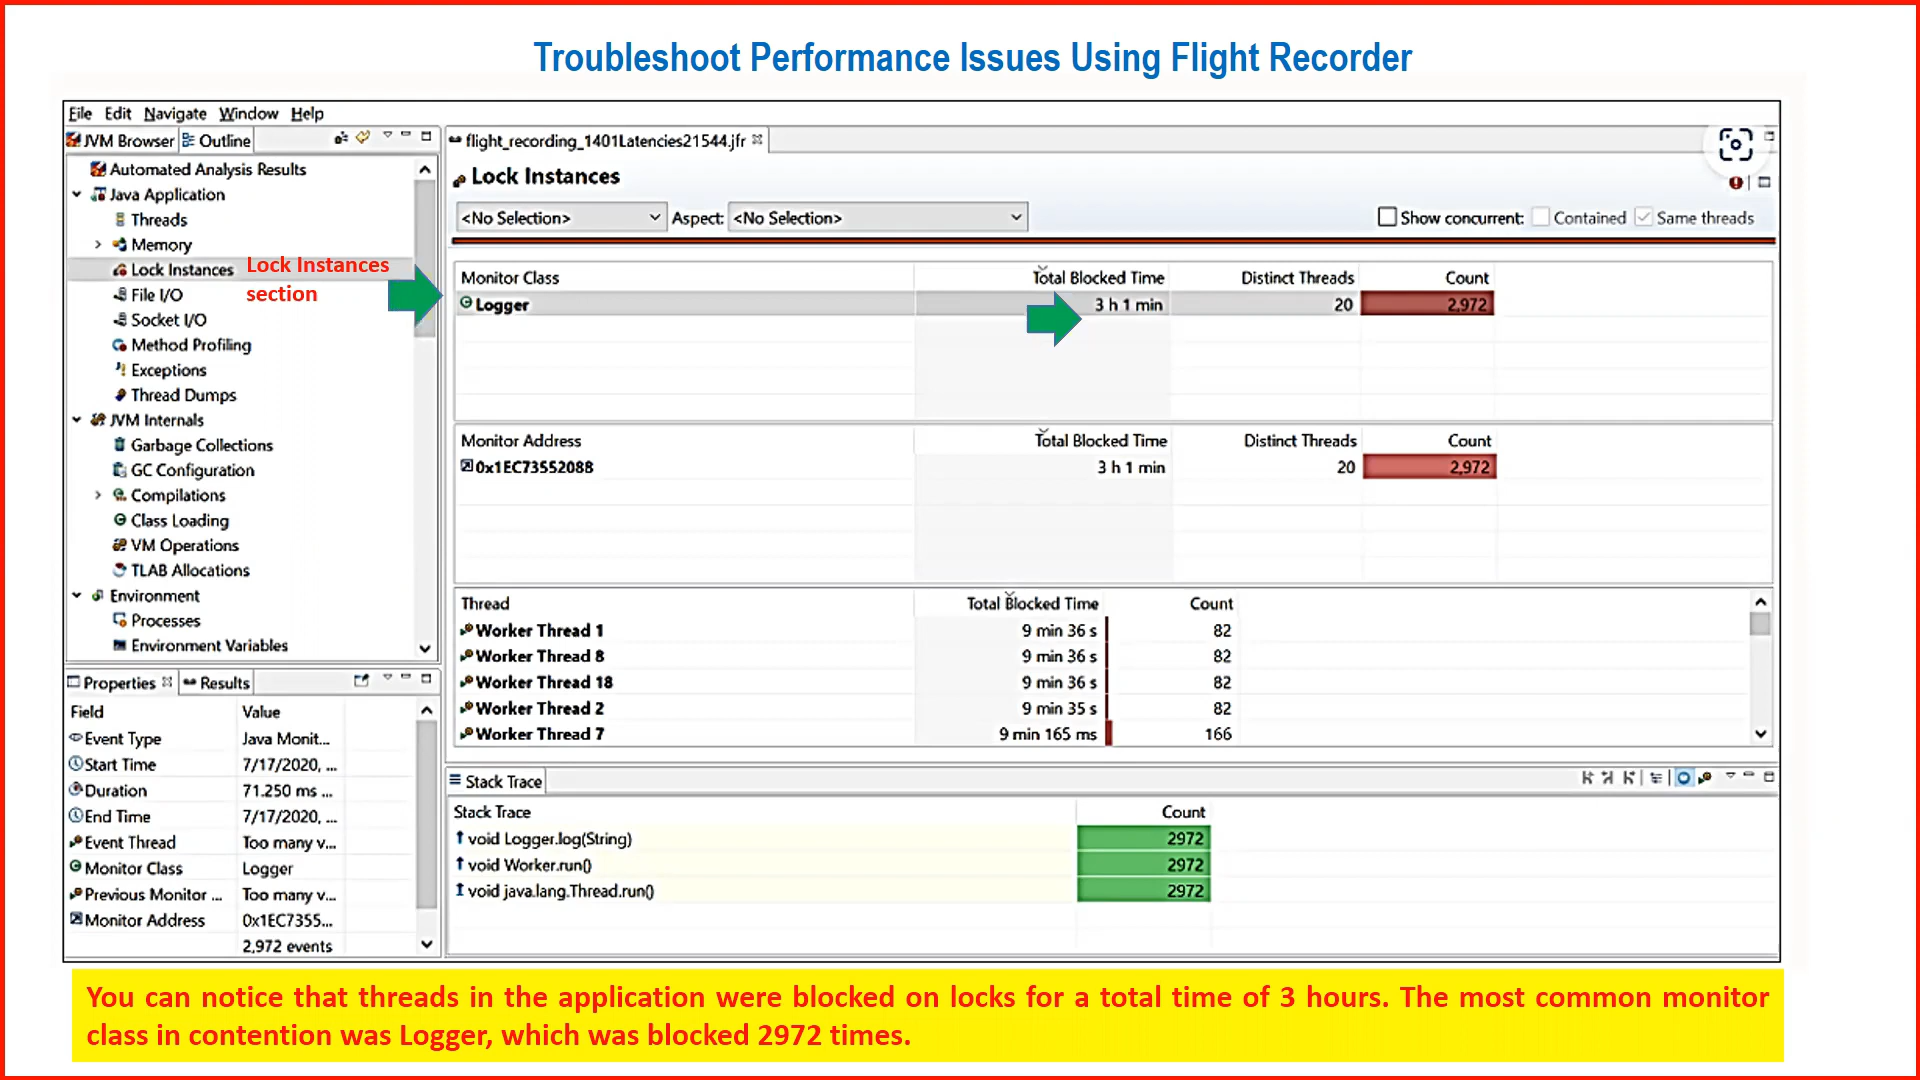 Troubleshoot Performance Issues Using Flight Recorder
File Edit Navigate Window Help
JVM Browser Outline
Automated Analysis Results
Java Application
Threads
Memory
Lock Instances
File I/O
Socket I/O
Method Profiling
Exceptions
Thread Dumps
JVM Internals
Garbage Collections
GC Configuration
Compilations
Class Loading
VM Operations
TLAB Allocations
Environment
Processes
Environment Variables
Lock Instances
section
Properties Results
Field Value
Event Type Java Monit...
Start Time 7/17/2020, ...
Duration 71.250 ms ...
End Time 7/17/2020, ...
Event Thread Too many v...
Monitor Class Logger
Previous Monitor ... Too many v...
Monitor Address 0x1EC7355...
2,972 events
flight_recording_1401Latencies21544.jfr
Lock Instances
<No Selection> Aspect: <No Selection> Show concurrent: Contained Same threads
Monitor Class Total Blocked Time Distinct Threads Count
Logger 3 h 1 min 20 2,972
Monitor Address Total Blocked Time Distinct Threads Count
0x1EC73552088 3 h 1 min 20 2,972
Thread Total Blocked Time Count
Worker Thread 1 9 min 36 s 82
Worker Thread 8 9 min 36 s 82
Worker Thread 18 9 min 36 s 82
Worker Thread 2 9 min 35 s 82
Worker Thread 7 9 min 165 ms 166
Stack Trace
Stack Trace Count
void Logger.log(String) 2972
void Worker.run() 2972
void java.lang.Thread.run() 2972
You can notice that threads in the application were blocked on locks for a total time of 3 hours. The most common monitor
class in contention was Logger, which was blocked 2972 times.